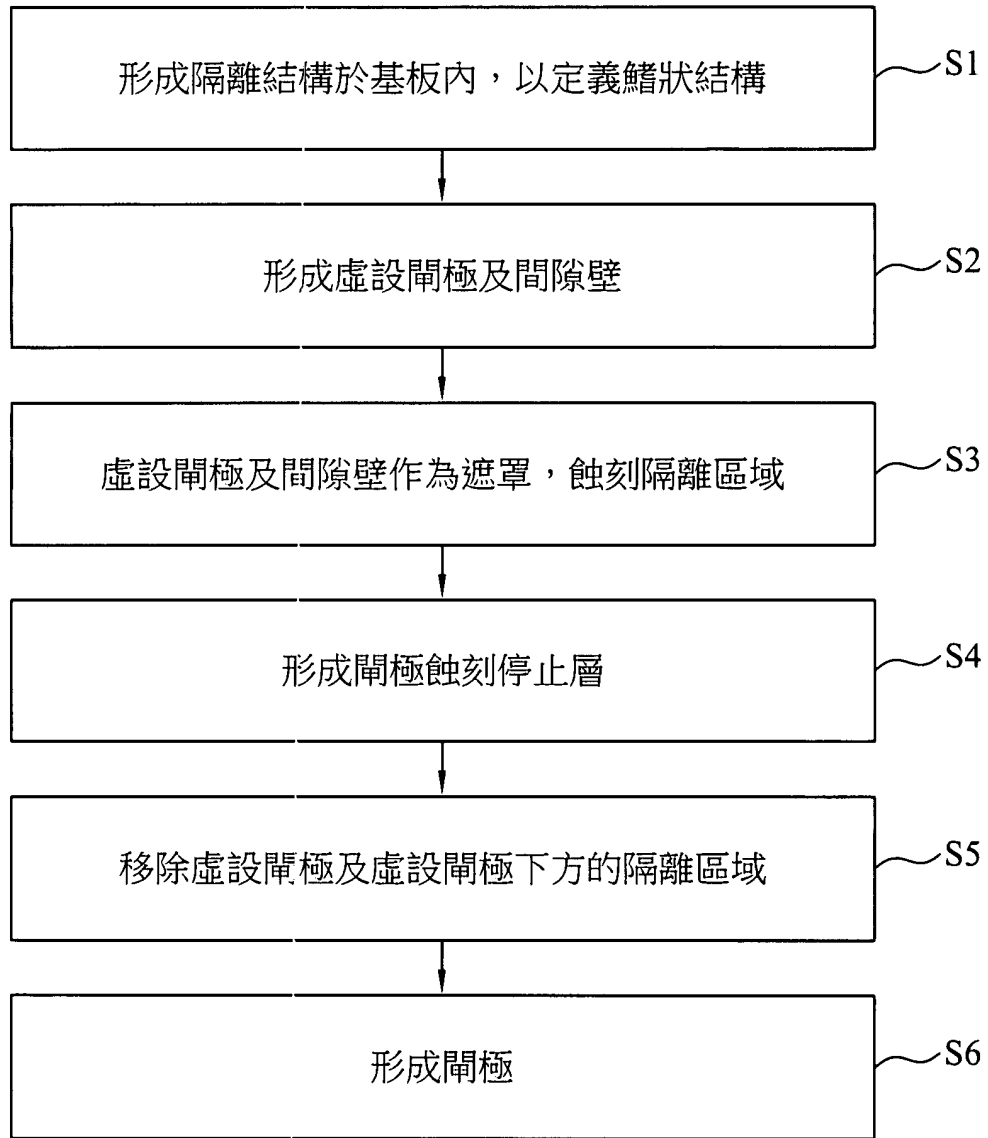 形成隔離結構於基板內，以定義鰭狀結構
S1
形成虛設閘極及間隙壁
S2
虛設閘極及間隙壁作為遮罩，蝕刻隔離區域
S3
形成閘極蝕刻停止層
S4
移除虛設閘極及虛設閘極下方的隔離區域
S5
形成閘極
S6